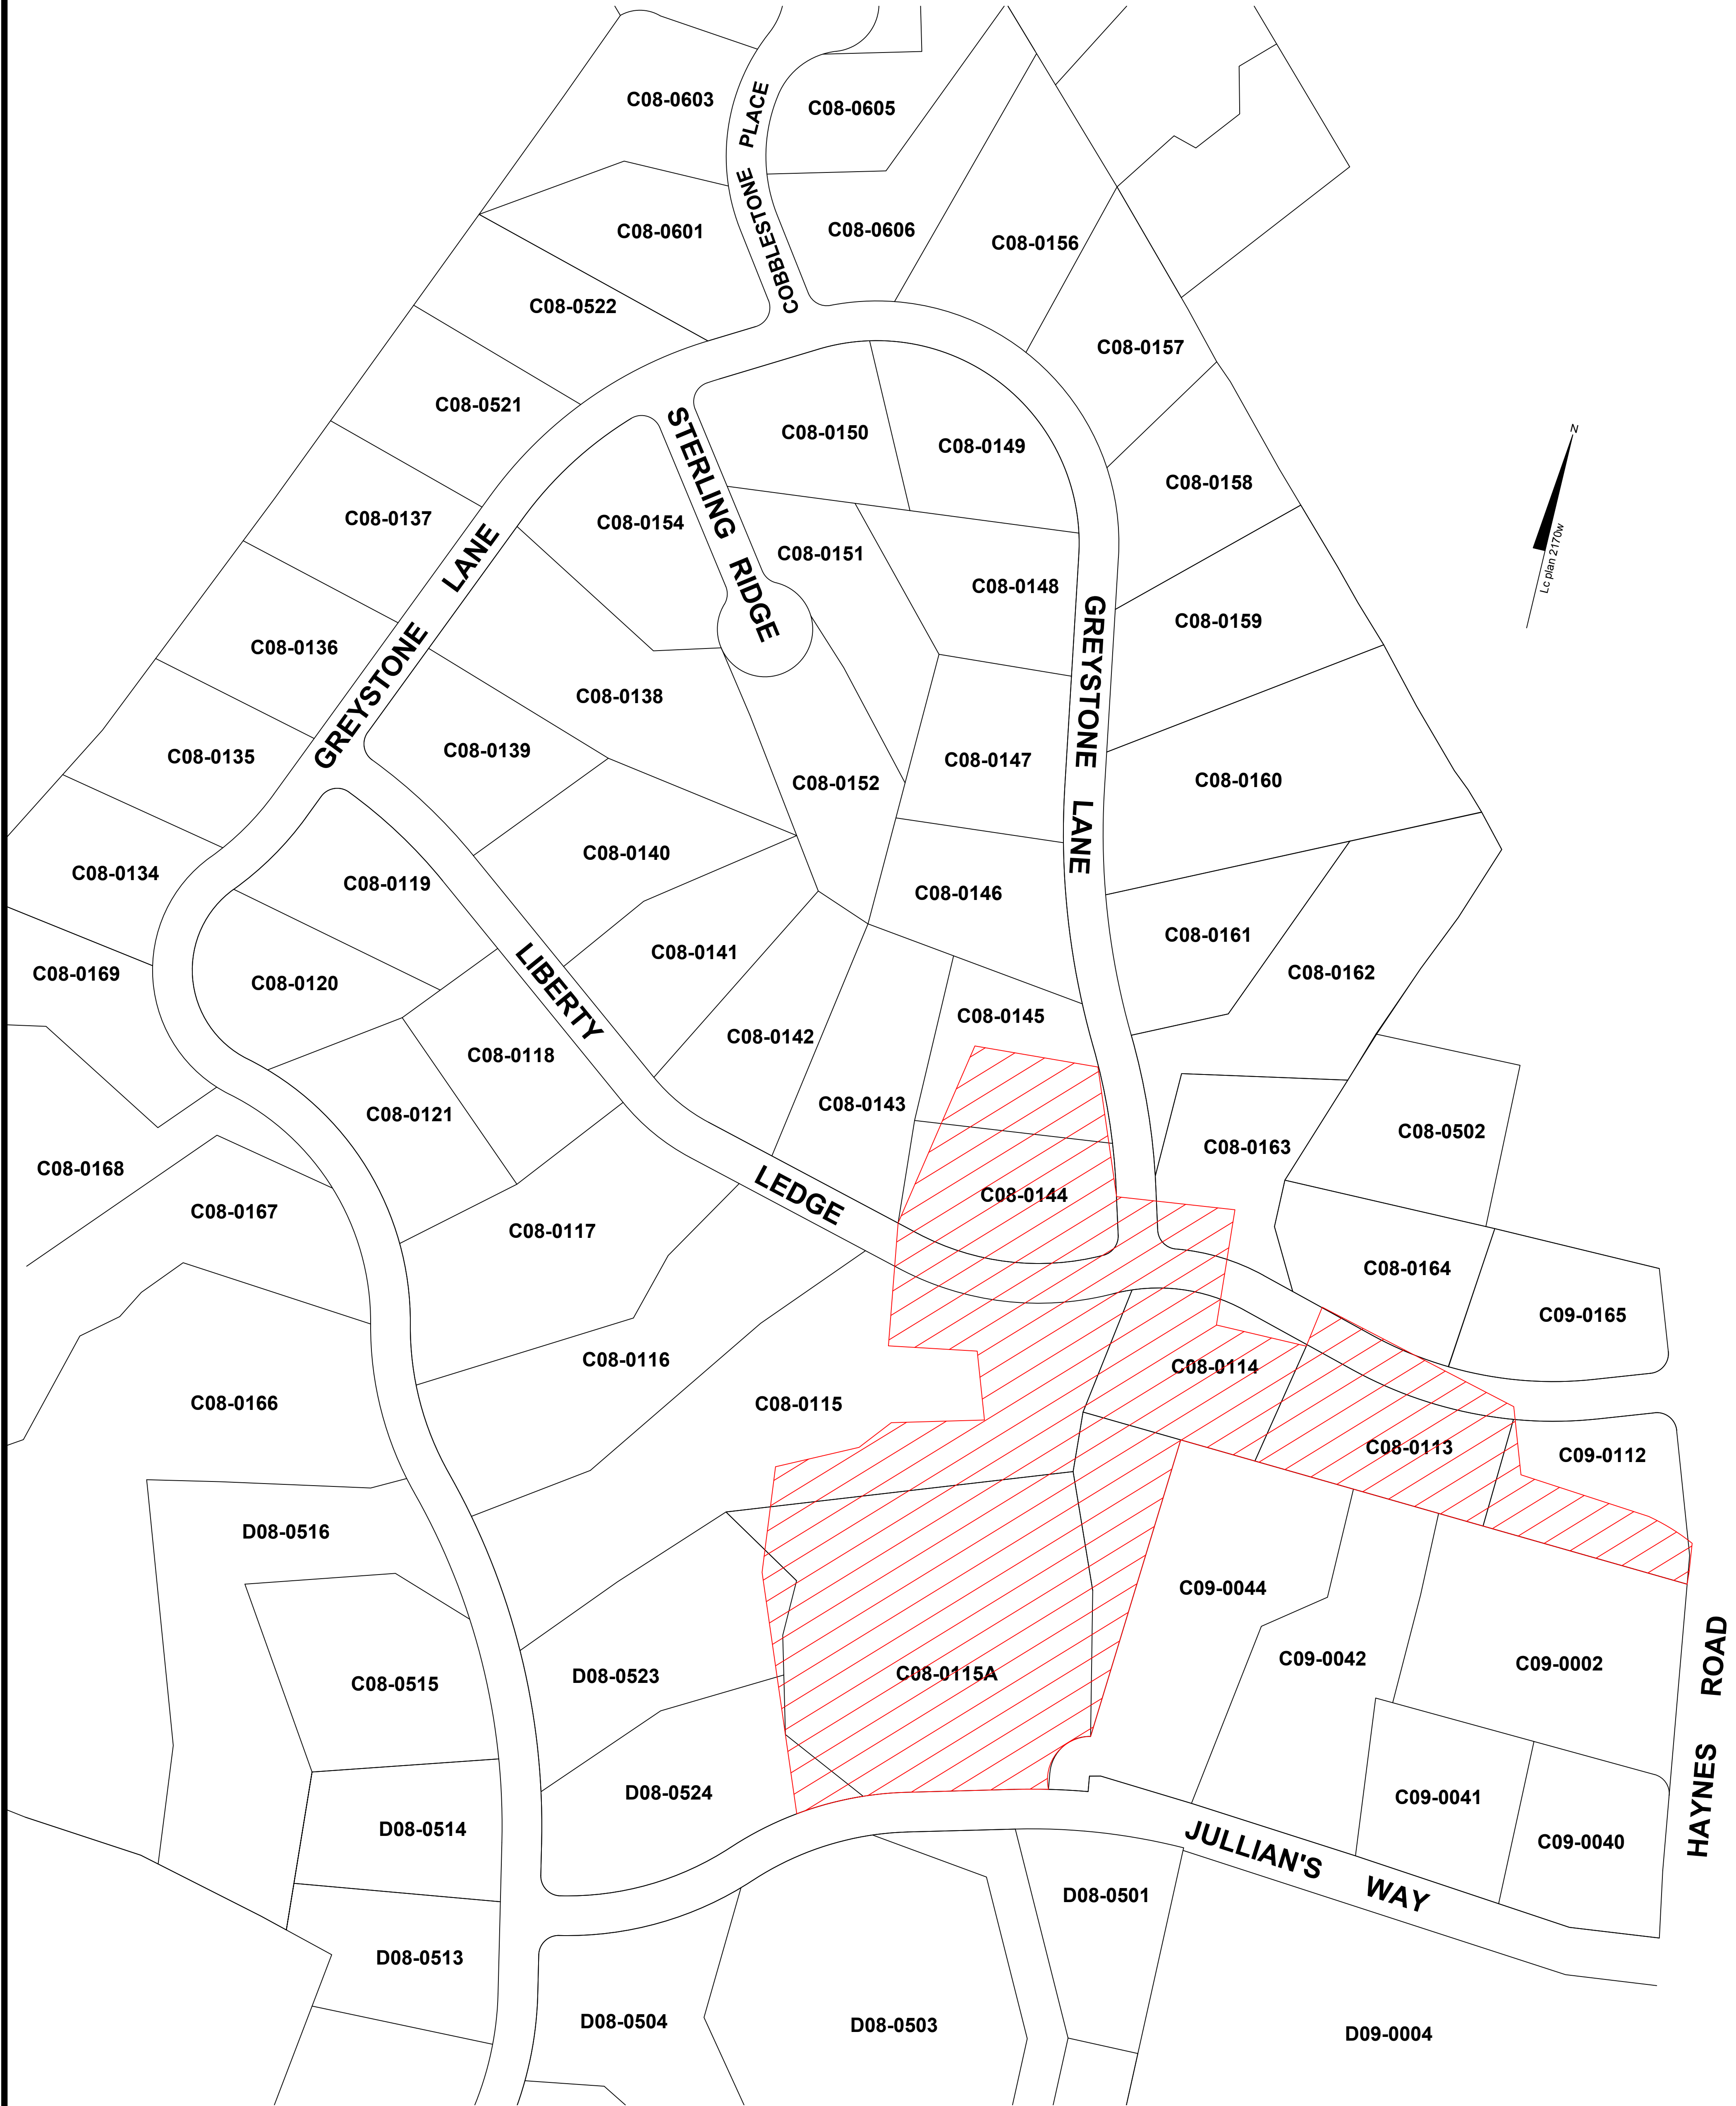 C08-0603
C08-0605
COBBLESTONE PLACE
C08-0601
C08-0606
C08-0156
C08-0522
C08-0157
C08-0521
C08-0150
C08-0149
N
Lc plan 2170w
C08-0158
C08-0137
C08-0154
STERLING RIDGE
C08-0151
C08-0148
GREYSTONE LANE
C08-0159
GREYSTONE LANE
C08-0136
C08-0138
C08-0135
C08-0139
C08-0152
C08-0147
C08-0160
C08-0134
C08-0119
C08-0140
C08-0146
C08-0161
C08-0169
C08-0120
LIBERTY LEDGE
C08-0141
C08-0162
C08-0118
C08-0142
C08-0145
C08-0121
C08-0143
C08-0502
C08-0163
C08-0168
C08-0144
C08-0167
C08-0117
C08-0164
C09-0165
C08-0116
C08-0114
C08-0166
C08-0115
C08-0113
C09-0112
D08-0516
C09-0044
C09-0042
C09-0002
HAYNES ROAD
C08-0515
D08-0523
C08-0115A
D08-0524
C09-0041
C09-0040
D08-0514
JULLIAN'S WAY
D08-0501
D08-0513
D08-0504
D08-0503
D09-0004